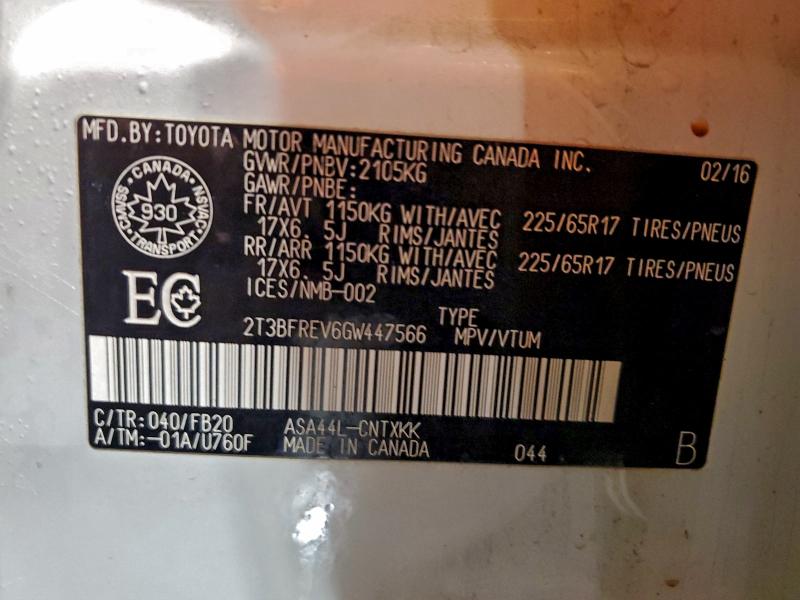 MFD.BY:TOYOTA MOTOR MANUFACTURING CANADA INC. 02/16
GVWR/PNBV:2105KG
GAWR/PNBE:
FR/AVT 1150KG WITH/AVEC 225/65R17 TIRES/PNEUS
17X6. 5J RIMS/JANTES
RR/ARR 1150KG WITH/AVEC 225/65R17 TIRES/PNEUS
17X6. 5J RIMS/JANTES
ICES/NMB-002
CANADA
CMVSS NSVAC
930
TRANSPORT
EC
TYPE
2T3BFREV6GW447566 MPV/VTUM
C/TR:040/FB20 ASA44L-CNTXKK
A/TM:-01A/U760F MADE IN CANADA 044 B